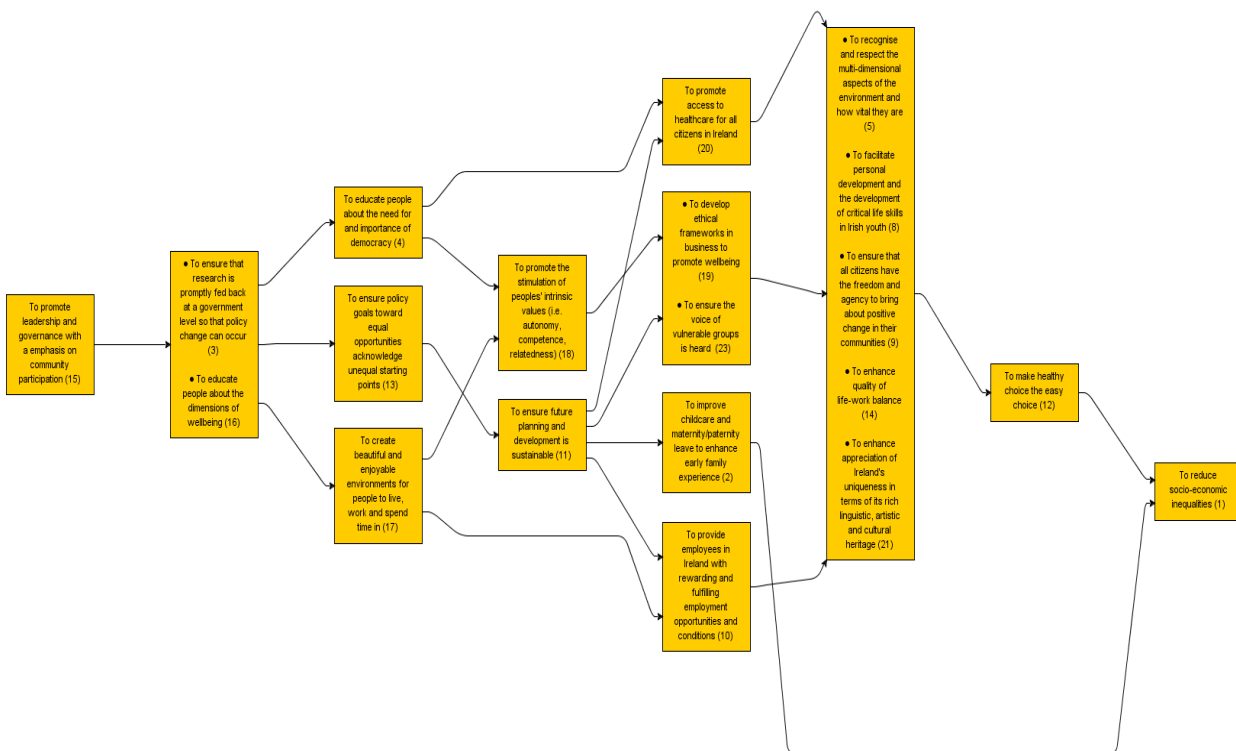 To promote
leadership and
governance with
a emphasis on
community
participation (15)
● To ensure that
research is
promptly fed back
at a government
level so that policy
change can occur
(3)
● To educate
people about the
dimensions of
wellbeing (16)
To educate people
about the need for
and importance of
democracy (4)
To ensure policy
goals toward
equal
opportunities
acknowledge
unequal starting
points (13)
To create
beautiful and
enjoyable
environments for
people to live,
work and spend
time in (17)
To promote the
stimulation of
peoples' intrinsic
values (i.e.
autonomy,
competence,
relatedness) (18)
To ensure future
planning and
development is
sustainable (11)
To promote
access to
healthcare for all
citizens in Ireland
(20)
● To develop
ethical
frameworks in
business to
promote wellbeing
(19)
● To ensure the
voice of
vulnerable groups
is heard (23)
To improve
childcare and
maternity/paternity
leave to enhance
early family
experience (2)
To provide
employees in
Ireland with
rewarding and
fulfilling
employment
opportunities and
conditions (10)
● To recognise
and respect the
multi-dimensional
aspects of the
environment and
how vital they are
(5)
● To facilitate
personal
development and
the development
of critical life skills
in Irish youth (8)
● To ensure that
all citizens have
the freedom and
agency to bring
about positive
change in their
communities (9)
● To enhance
quality of
life-work balance
(14)
● To enhance
appreciation of
Ireland's
uniqueness in
terms of its rich
linguistic, artistic
and cultural
heritage (21)
To make healthy
choice the easy
choice (12)
To reduce
socio-economic
inequalities (1)